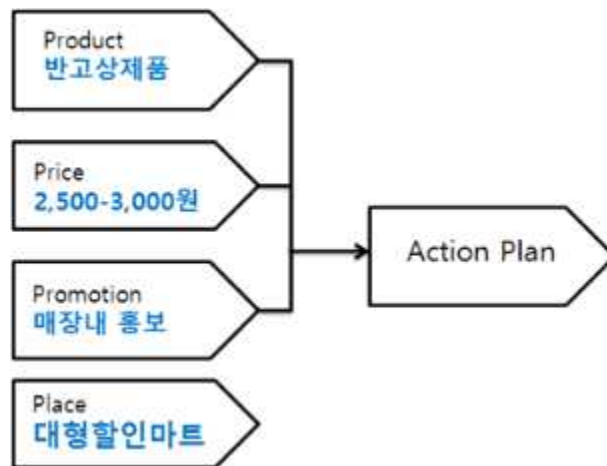 Product
반고상제품
Price
2,500-3,000원
Promotion
매장내 홍보
Place
대형할인마트
Action Plan